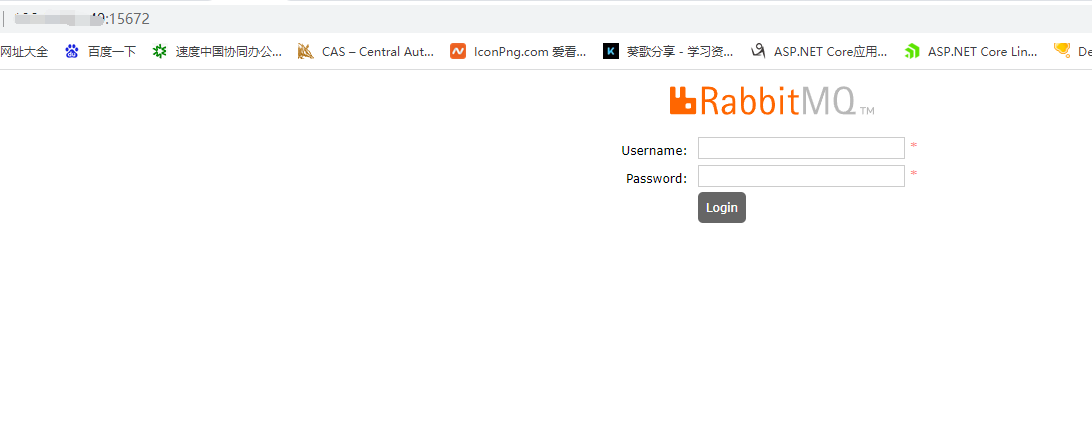 :15672
网址大全 百度一下 速度中国协同办公... CAS – Central Aut... IconPng.com 爱看... K 葵歌分享 - 学习资... ASP.NET Core应用... ASP.NET Core Lin... De
RabbitMQ™
Username: *
Password: *
Login